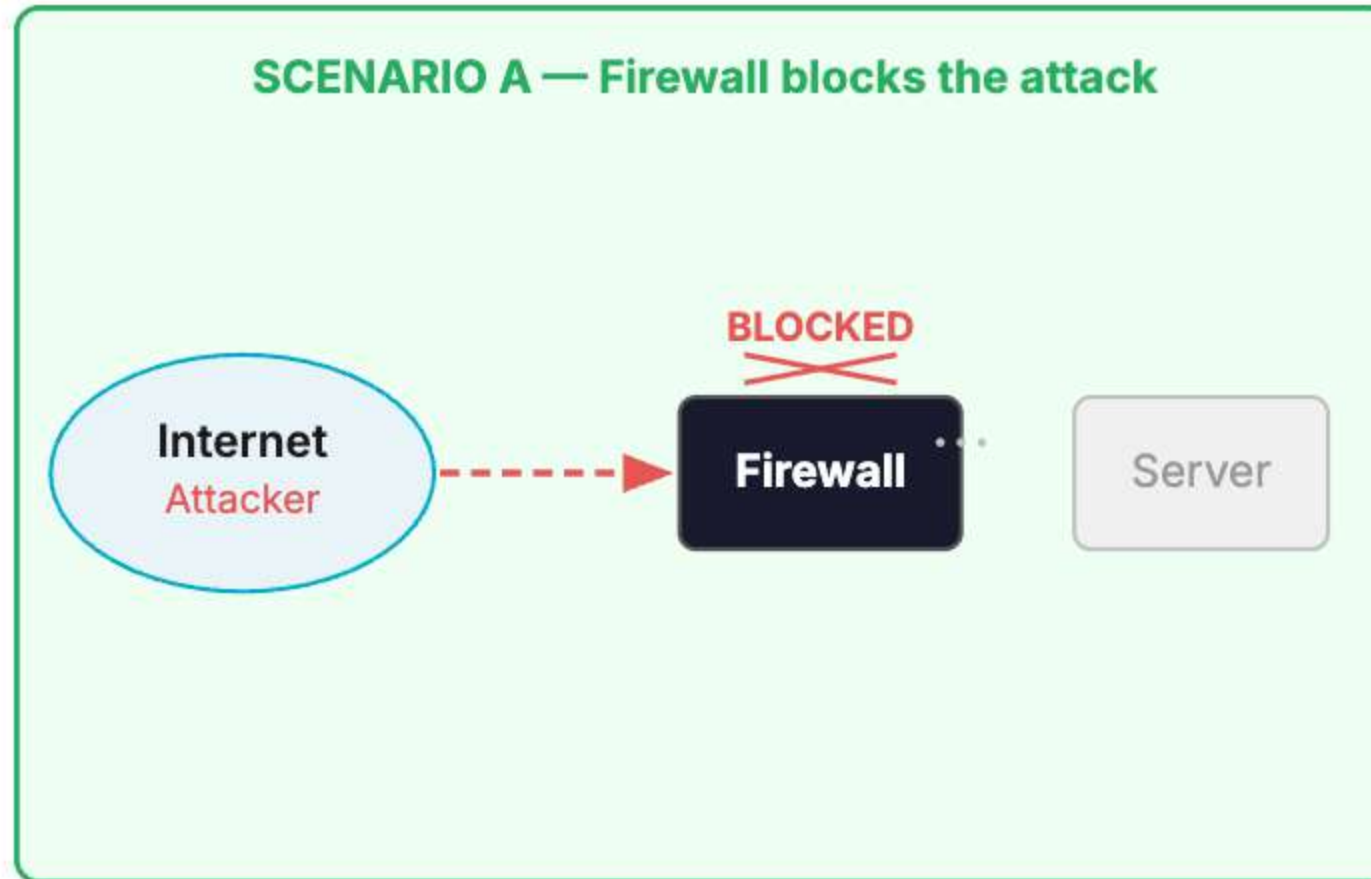 SCENARIO A — Firewall blocks the attack
BLOCKED
Internet
Attacker
Firewall
Server